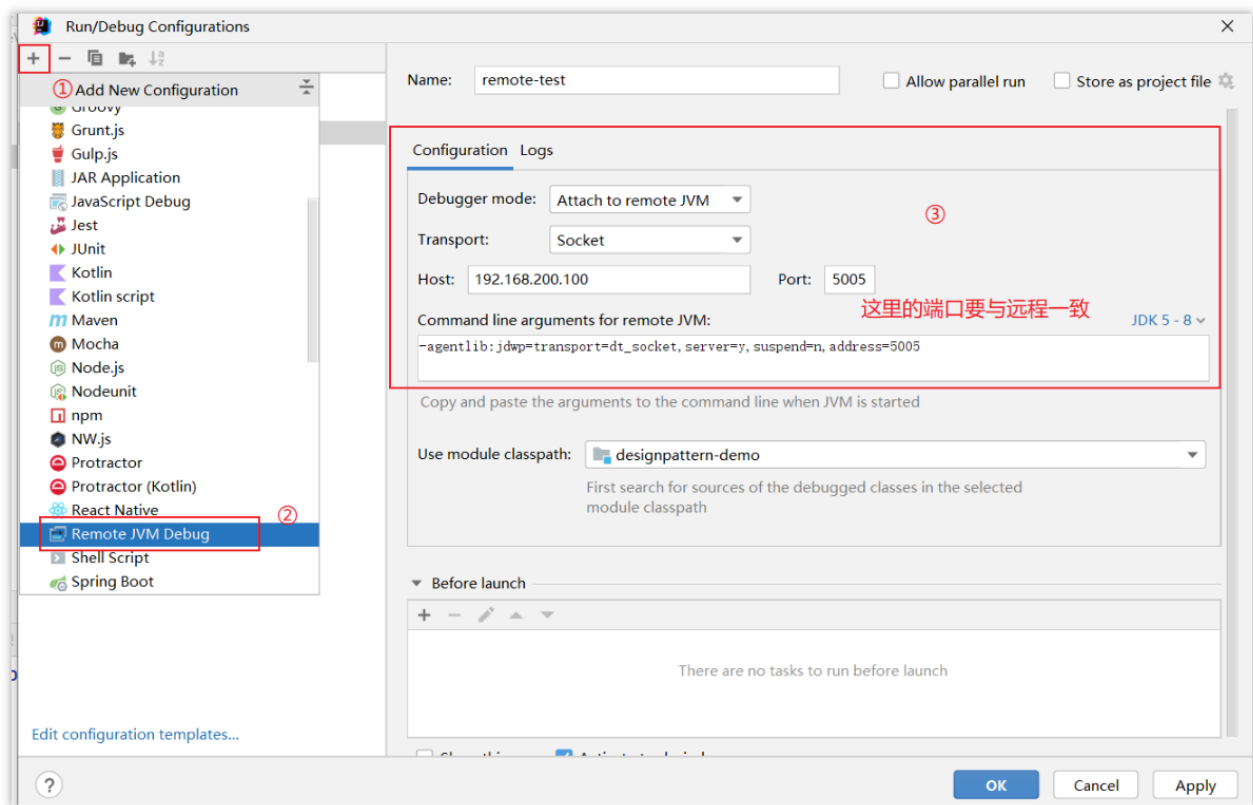 Run/Debug Configurations
①Add New Configuration
Groovy
Grunt.js
Gulp.js
JAR Application
JavaScript Debug
Jest
JUnit
Kotlin
Kotlin script
Maven
Mocha
Node.js
Nodeunit
npm
NW.js
Protractor
Protractor (Kotlin)
React Native
②
Remote JVM Debug
Shell Script
Spring Boot
Edit configuration templates...
Name: remote-test
Allow parallel run
Store as project file
Configuration Logs
Debugger mode: Attach to remote JVM
③
Transport: Socket
Host: 192.168.200.100 Port: 5005
这里的端口要与远程一致
Command line arguments for remote JVM: JDK 5 - 8
-agentlib:jdwp=transport=dt_socket,server=y,suspend=n,address=5005
Copy and paste the arguments to the command line when JVM is started
Use module classpath: designpattern-demo
First search for sources of the debugged classes in the selected
module classpath
Before launch
There are no tasks to run before launch
?
OK Cancel Apply